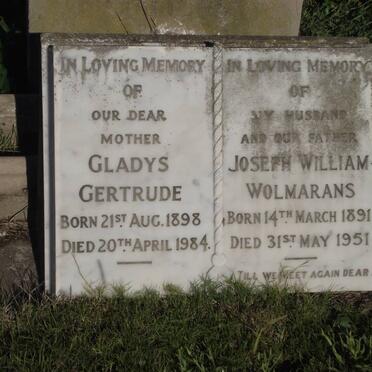 IN LOVING MEMORY
OF
OUR DEAR
MOTHER
GLADYS
GERTRUDE
BORN 21ST AUG. 1898
DIED 20TH APRIL 1984.
IN LOVING MEMORY
OF
MY HUSBAND
AND OUR FATHER
JOSEPH WILLIAM
WOLMARANS
BORN 14TH MARCH 1891
DIED 31ST MAY 1951
TILL WE MEET AGAIN DEAR